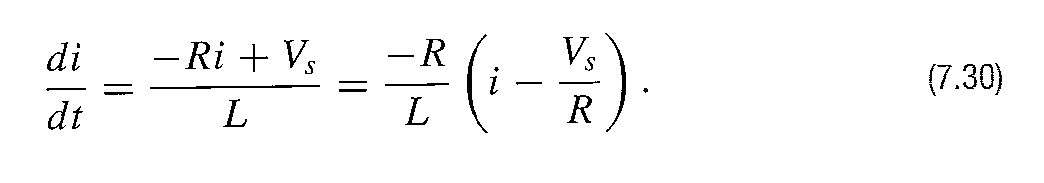 di/dt = (-Ri + V_s)/L = (-R/L)(i - V_s/R). (7.30)